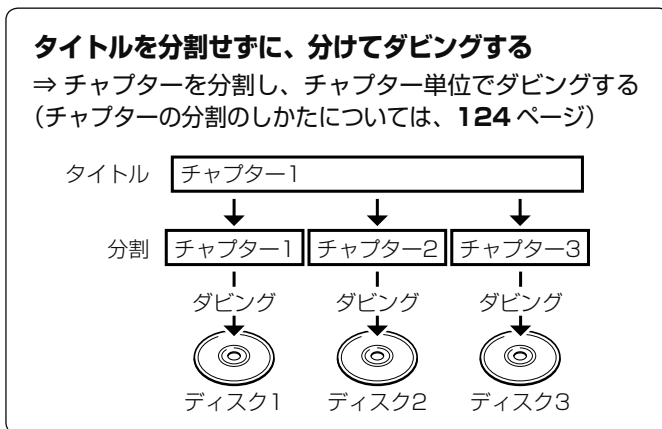 タイトルを分割せずに、分けてダビングする
⇒ チャプターを分割し、チャプター単位でダビングする
（チャプターの分割のしかたについては、124 ページ）
タイトル チャプター1
分割 チャプター1 チャプター2 チャプター3
ダビング ダビング ダビング
ディスク1 ディスク2 ディスク3